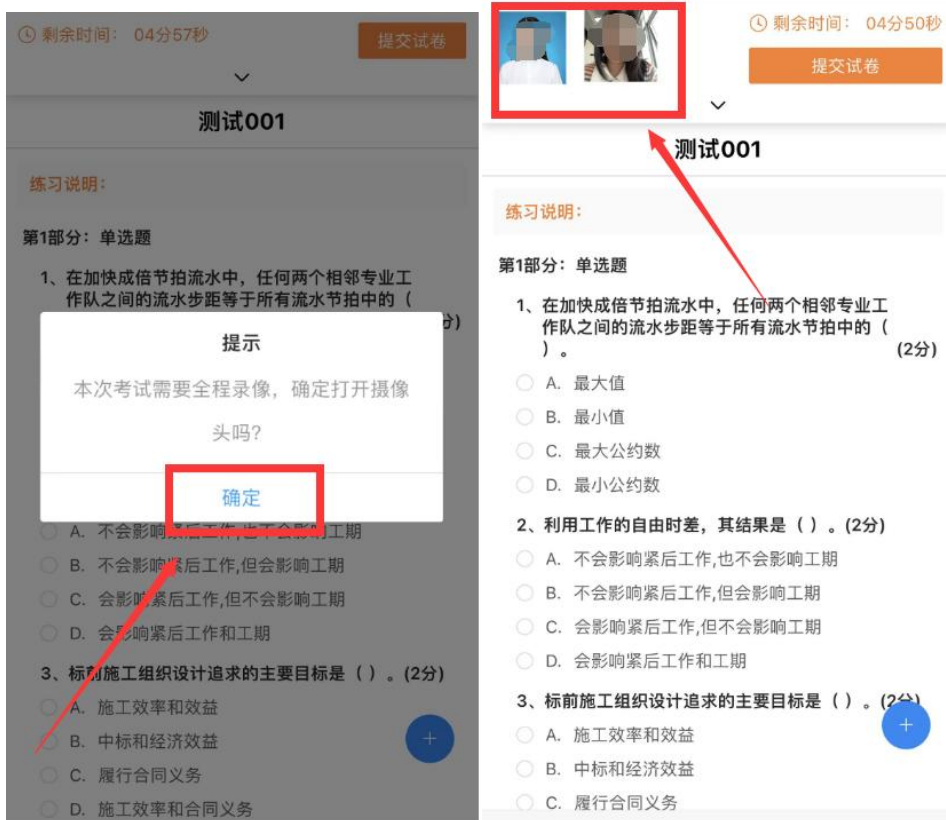 剩余时间： 04分57秒
提交试卷
测试001
练习说明：
第1部分：单选题
1、在加快成倍节拍流水中，任何两个相邻专业工
作队之间的流水步距等于所有流水节拍中的（
分)
提示
本次考试需要全程录像，确定打开摄像
头吗?
确定
A. 不会影响紧后工作,也不会影响工期
B. 不会影响紧后工作,但会影响工期
C. 会影响紧后工作,但不会影响工期
D. 会影响紧后工作和工期
3、标前施工组织设计追求的主要目标是（ ）。(2分)
A. 施工效率和效益
B. 中标和经济效益
C. 履行合同义务
D. 施工效率和合同义务
剩余时间： 04分50秒
提交试卷
测试001
练习说明：
第1部分：单选题
1、在加快成倍节拍流水中，任何两个相邻专业工
作队之间的流水步距等于所有流水节拍中的（
）。 (2分)
A. 最大值
B. 最小值
C. 最大公约数
D. 最小公约数
2、利用工作的自由时差，其结果是（ ）。(2分)
A. 不会影响紧后工作,也不会影响工期
B. 不会影响紧后工作,但会影响工期
C. 会影响紧后工作,但不会影响工期
D. 会影响紧后工作和工期
3、标前施工组织设计追求的主要目标是（ ）。(2分)
A. 施工效率和效益
B. 中标和经济效益
C. 履行合同义务